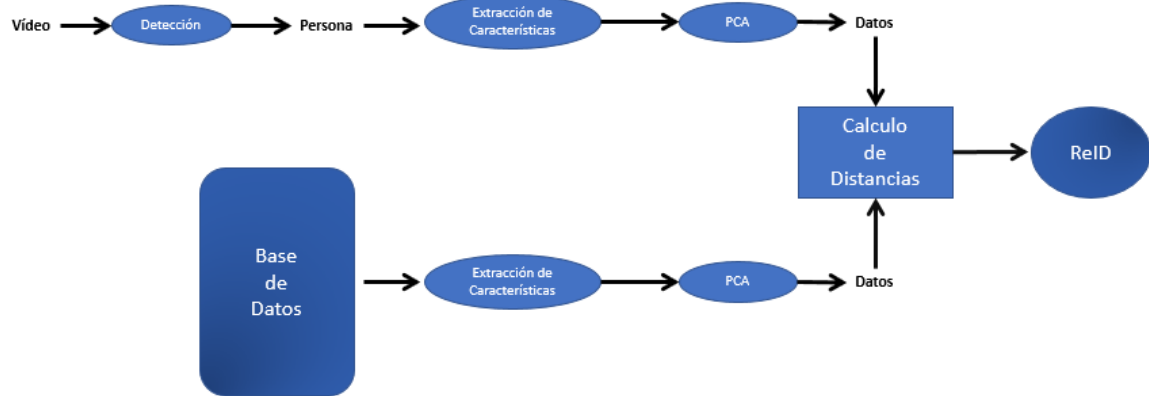 Vídeo
Detección
Persona
Extracción de
Características
PCA
Datos
Calculo
de
Distancias
ReID
Base
de
Datos
Extracción de
Características
PCA
Datos